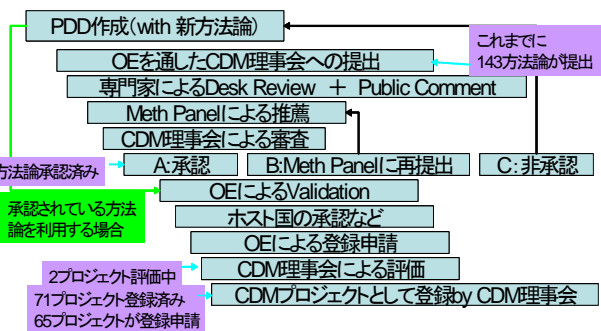 PDD作成(with 新方法論)
これまでに
143方法論が提出
OEを通したCDM理事会への提出
専門家によるDesk Review ＋ Public Comment
Meth Panelによる推薦
CDM理事会による審査
方法論承認済み
A:承認
B:Meth Panelに再提出
C:非承認
OEによるValidation
承認されている方法
論を利用する場合
ホスト国の承認など
OEによる登録申請
2プロジェクト評価中
CDM理事会による評価
71プロジェクト登録済み
65プロジェクトが登録申請
CDMプロジェクトとして登録by CDM理事会